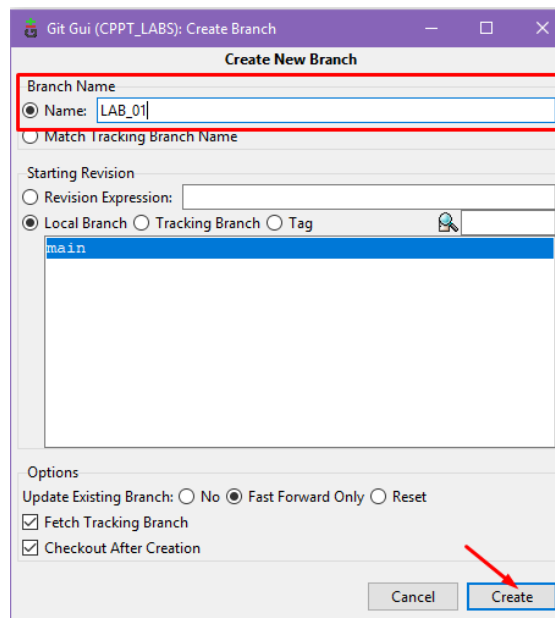 Git Gui (CPPT_LABS): Create Branch
Create New Branch
Branch Name
Name: LAB_01
Match Tracking Branch Name
Starting Revision
Revision Expression:
Local Branch Tracking Branch Tag
main
Options
Update Existing Branch: No Fast Forward Only Reset
Fetch Tracking Branch
Checkout After Creation
Cancel Create